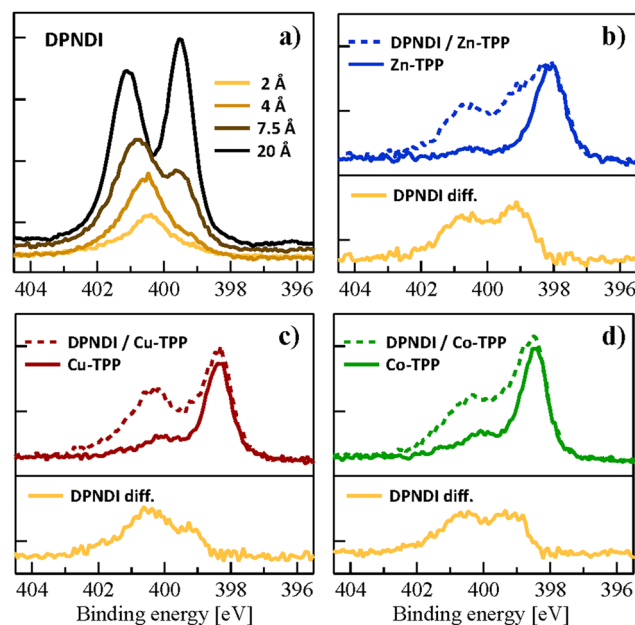 DPNDI
a)
2 Å
4 Å
7.5 Å
20 Å
404 402 400 398 396
b)
DPNDI / Zn-TPP
Zn-TPP
DPNDI diff.
404 402 400 398 396
c)
DPNDI / Cu-TPP
Cu-TPP
DPNDI diff.
404 402 400 398 396
Binding energy [eV]
d)
DPNDI / Co-TPP
Co-TPP
DPNDI diff.
404 402 400 398 396
Binding energy [eV]